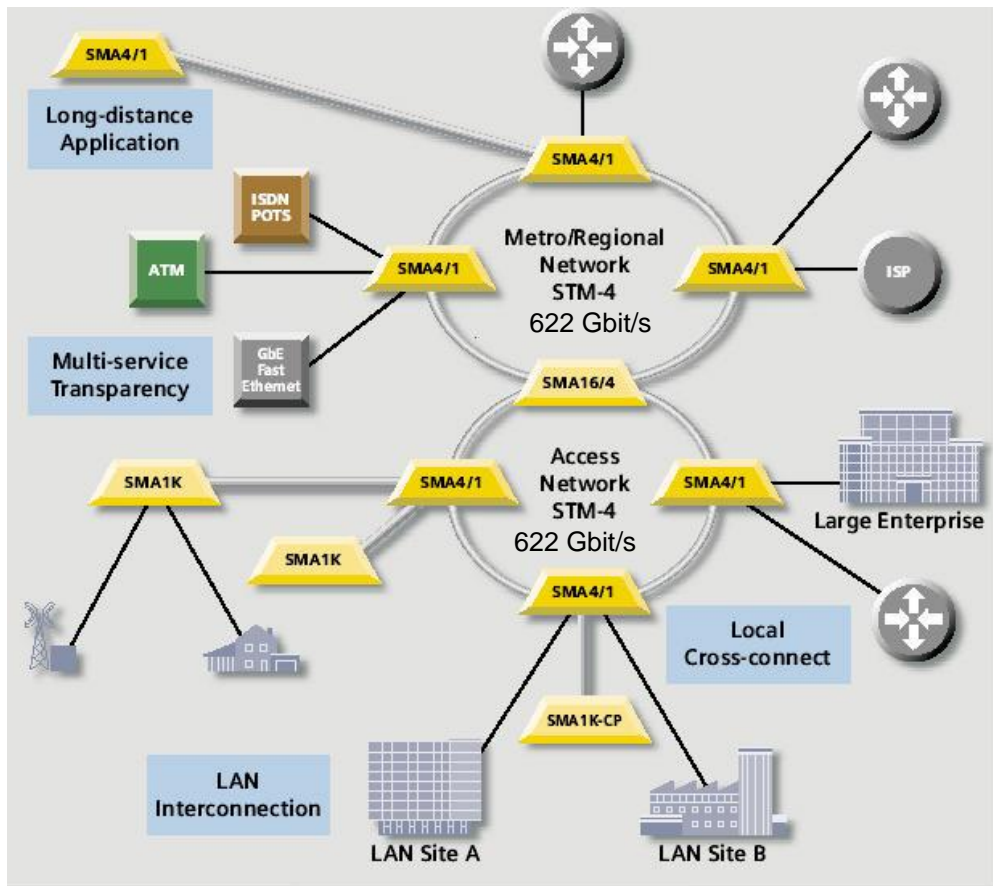 SMA4/1
Long-distance
Application
SMA4/1
ISDN
POTS
ATM
SMA4/1
Metro/Regional
Network
STM-4
622 Gbit/s
SMA4/1
ISP
Multi-service
Transparency
GbE
Fast
Ethernet
SMA16/4
SMA1K
SMA4/1
Access
Network
STM-4
622 Gbit/s
SMA4/1
Large Enterprise
SMA1K
SMA4/1
Local
Cross-connect
SMA1K-CP
LAN
Interconnection
LAN Site A
LAN Site B